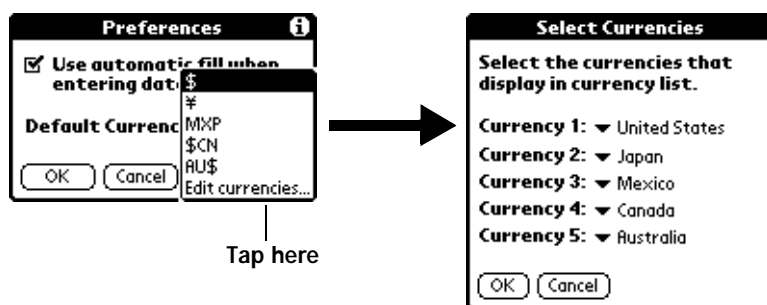 Preferences
Use automatic fill when
entering dat
$
¥
MXP
Default Currenc
$CN
AU$
OK Cancel
Edit currencies...
Tap here
Select Currencies
Select the currencies that
display in currency list.
Currency 1: United States
Currency 2: Japan
Currency 3: Mexico
Currency 4: Canada
Currency 5: Australia
OK Cancel